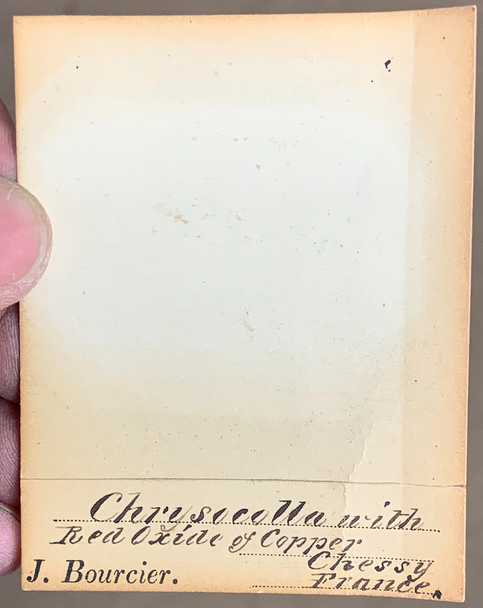 Chrysocolla with
Red Oxide of Copper
Chessy
J. Bourcier. France.